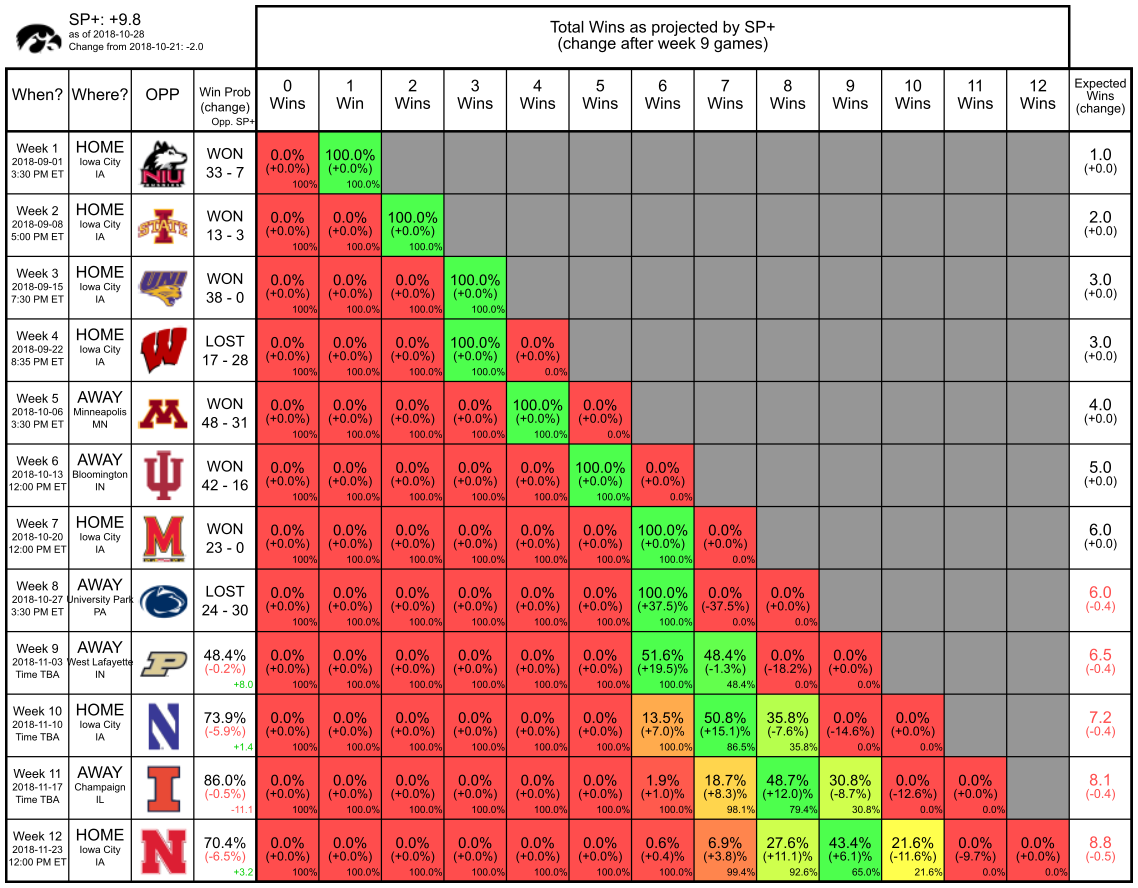 SP+: +9.8
as of 2018-10-28
Change from 2018-10-21: -2.0
Total Wins as projected by SP+
(change after week 9 games)
When? Where? OPP Win Prob (change) Opp. SP+ 0 Wins 1 Win 2 Wins 3 Wins 4 Wins 5 Wins 6 Wins 7 Wins 8 Wins 9 Wins 10 Wins 11 Wins 12 Wins Expected Wins (change)
Week 1 HOME NIU HUSKIES WON 0.0% 100.0% 1.0
2018-09-01 Iowa City 33 - 7 (+0.0%) (+0.0%) (+0.0)
3:30 PM ET IA 100% 100.0%
Week 2 HOME I STATE WON 0.0% 0.0% 100.0% 2.0
2018-09-08 Iowa City 13 - 3 (+0.0%) (+0.0%) (+0.0%) (+0.0)
5:00 PM ET IA 100% 100.0% 100.0%
Week 3 HOME UNI WON 0.0% 0.0% 0.0% 100.0% 3.0
2018-09-15 Iowa City 38 - 0 (+0.0%) (+0.0%) (+0.0%) (+0.0%) (+0.0)
7:30 PM ET IA 100% 100.0% 100.0% 100.0%
Week 4 HOME W LOST 0.0% 0.0% 0.0% 100.0% 0.0% 3.0
2018-09-22 Iowa City 17 - 28 (+0.0%) (+0.0%) (+0.0%) (+0.0%) (+0.0%) (+0.0)
8:35 PM ET IA 100% 100.0% 100.0% 100.0% 0.0%
Week 5 AWAY M WON 0.0% 0.0% 0.0% 0.0% 100.0% 0.0% 4.0
2018-10-06 Minneapolis 48 - 31 (+0.0%) (+0.0%) (+0.0%) (+0.0%) (+0.0%) (+0.0%) (+0.0)
3:30 PM ET MN 100% 100.0% 100.0% 100.0% 100.0% 0.0%
Week 6 AWAY IU WON 0.0% 0.0% 0.0% 0.0% 0.0% 100.0% 0.0% 5.0
2018-10-13 Bloomington 42 - 16 (+0.0%) (+0.0%) (+0.0%) (+0.0%) (+0.0%) (+0.0%) (+0.0%) (+0.0)
12:00 PM ET IN 100% 100.0% 100.0% 100.0% 100.0% 100.0% 0.0%
Week 7 HOME M WON 0.0% 0.0% 0.0% 0.0% 0.0% 0.0% 100.0% 0.0% 6.0
2018-10-20 Iowa City 23 - 0 (+0.0%) (+0.0%) (+0.0%) (+0.0%) (+0.0%) (+0.0%) (+0.0%) (+0.0%) (+0.0)
12:00 PM ET IA 100% 100.0% 100.0% 100.0% 100.0% 100.0% 100.0% 0.0%
Week 8 AWAY LOST 0.0% 0.0% 0.0% 0.0% 0.0% 0.0% 100.0% 0.0% 0.0% 6.0
2018-10-27 University Park 24 - 30 (+0.0%) (+0.0%) (+0.0%) (+0.0%) (+0.0%) (+0.0%) (+37.5)% (-37.5%) (+0.0%) (-0.4)
3:30 PM ET PA 100% 100.0% 100.0% 100.0% 100.0% 100.0% 100.0% 0.0% 0.0%
Week 9 AWAY P 48.4% 0.0% 0.0% 0.0% 0.0% 0.0% 0.0% 51.6% 48.4% 0.0% 0.0% 6.5
2018-11-03 West Lafayette (-0.2%) (+0.0%) (+0.0%) (+0.0%) (+0.0%) (+0.0%) (+0.0%) (+19.5)% (-1.3%) (-18.2%) (+0.0%) (-0.4)
Time TBA IN +8.0 100% 100.0% 100.0% 100.0% 100.0% 100.0% 100.0% 48.4% 0.0% 0.0%
Week 10 HOME N 73.9% 0.0% 0.0% 0.0% 0.0% 0.0% 0.0% 13.5% 50.8% 35.8% 0.0% 0.0% 7.2
2018-11-10 Iowa City (-5.9%) (+0.0%) (+0.0%) (+0.0%) (+0.0%) (+0.0%) (+0.0%) (+7.0)% (+15.1)% (-7.6%) (-14.6%) (+0.0%) (-0.4)
Time TBA IA +1.4 100% 100.0% 100.0% 100.0% 100.0% 100.0% 100.0% 86.5% 35.8% 0.0% 0.0%
Week 11 AWAY I 86.0% 0.0% 0.0% 0.0% 0.0% 0.0% 0.0% 1.9% 18.7% 48.7% 30.8% 0.0% 0.0% 8.1
2018-11-17 Champaign (-0.5%) (+0.0%) (+0.0%) (+0.0%) (+0.0%) (+0.0%) (+0.0%) (+1.0)% (+8.3)% (+12.0)% (-8.7%) (-12.6%) (+0.0%) (-0.4)
Time TBA IL -11.1 100% 100.0% 100.0% 100.0% 100.0% 100.0% 100.0% 98.1% 79.4% 30.8% 0.0% 0.0%
Week 12 HOME N 70.4% 0.0% 0.0% 0.0% 0.0% 0.0% 0.0% 0.6% 6.9% 27.6% 43.4% 21.6% 0.0% 0.0% 8.8
2018-11-23 Iowa City (-6.5%) (+0.0%) (+0.0%) (+0.0%) (+0.0%) (+0.0%) (+0.0%) (+0.4)% (+3.8)% (+11.1)% (+6.1)% (-11.6%) (-9.7%) (+0.0%) (-0.5)
12:00 PM ET IA +3.2 100% 100.0% 100.0% 100.0% 100.0% 100.0% 100.0% 99.4% 92.6% 65.0% 21.6% 0.0% 0.0%